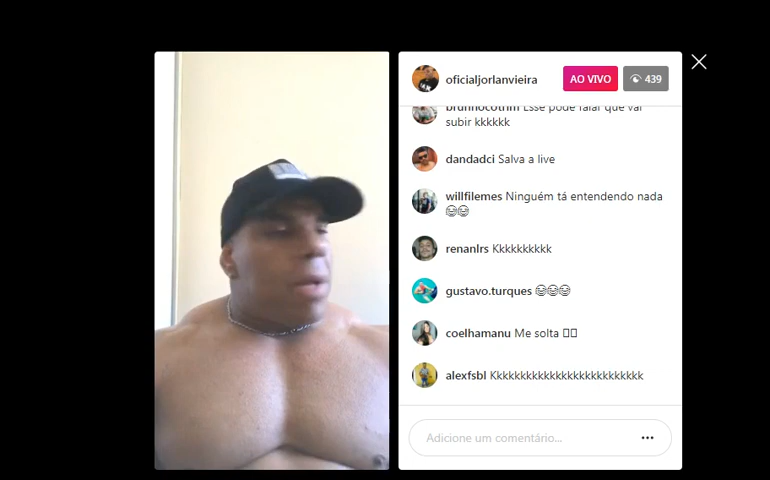 oficialjorlanvieira AO VIVO 439
brunnocotrim Esse pode falar que vai
subir kkkkkk
dandadci Salva a live
willfilemes Ninguém tá entendendo nada
😂😂
renanlrs Kkkkkkkkkk
gustavo.turques 😂😂😂
coelhamanu Me solta ▯▯
alexfsbl Kkkkkkkkkkkkkkkkkkkkkkkkkk
Adicione um comentário...